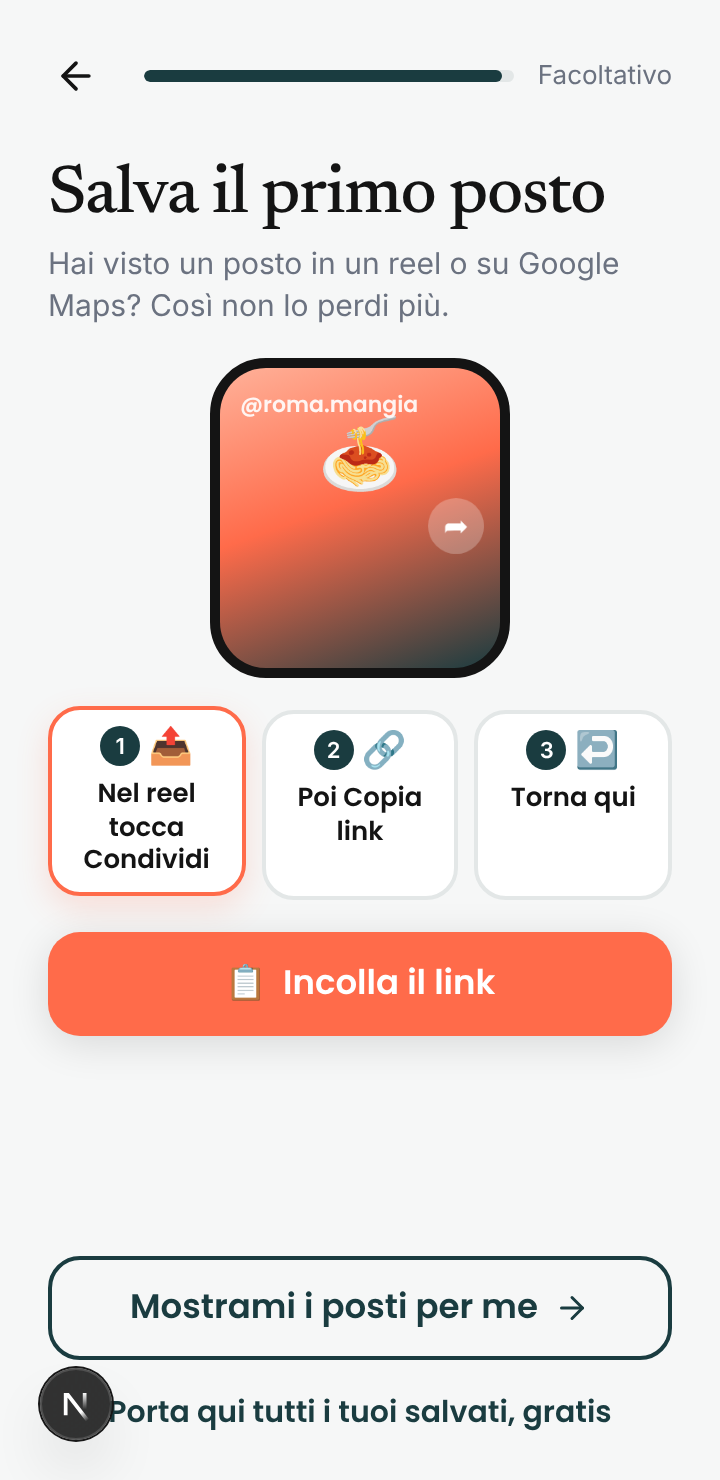 Facoltativo
Salva il primo posto
Hai visto un posto in un reel o su Google
Maps? Così non lo perdi più.
@roma.mangia
1
Nel reel
tocca
Condividi
2
Poi Copia
link
3
Torna qui
Incolla il link
Mostrami i posti per me →
N
Porta qui tutti i tuoi salvati, gratis